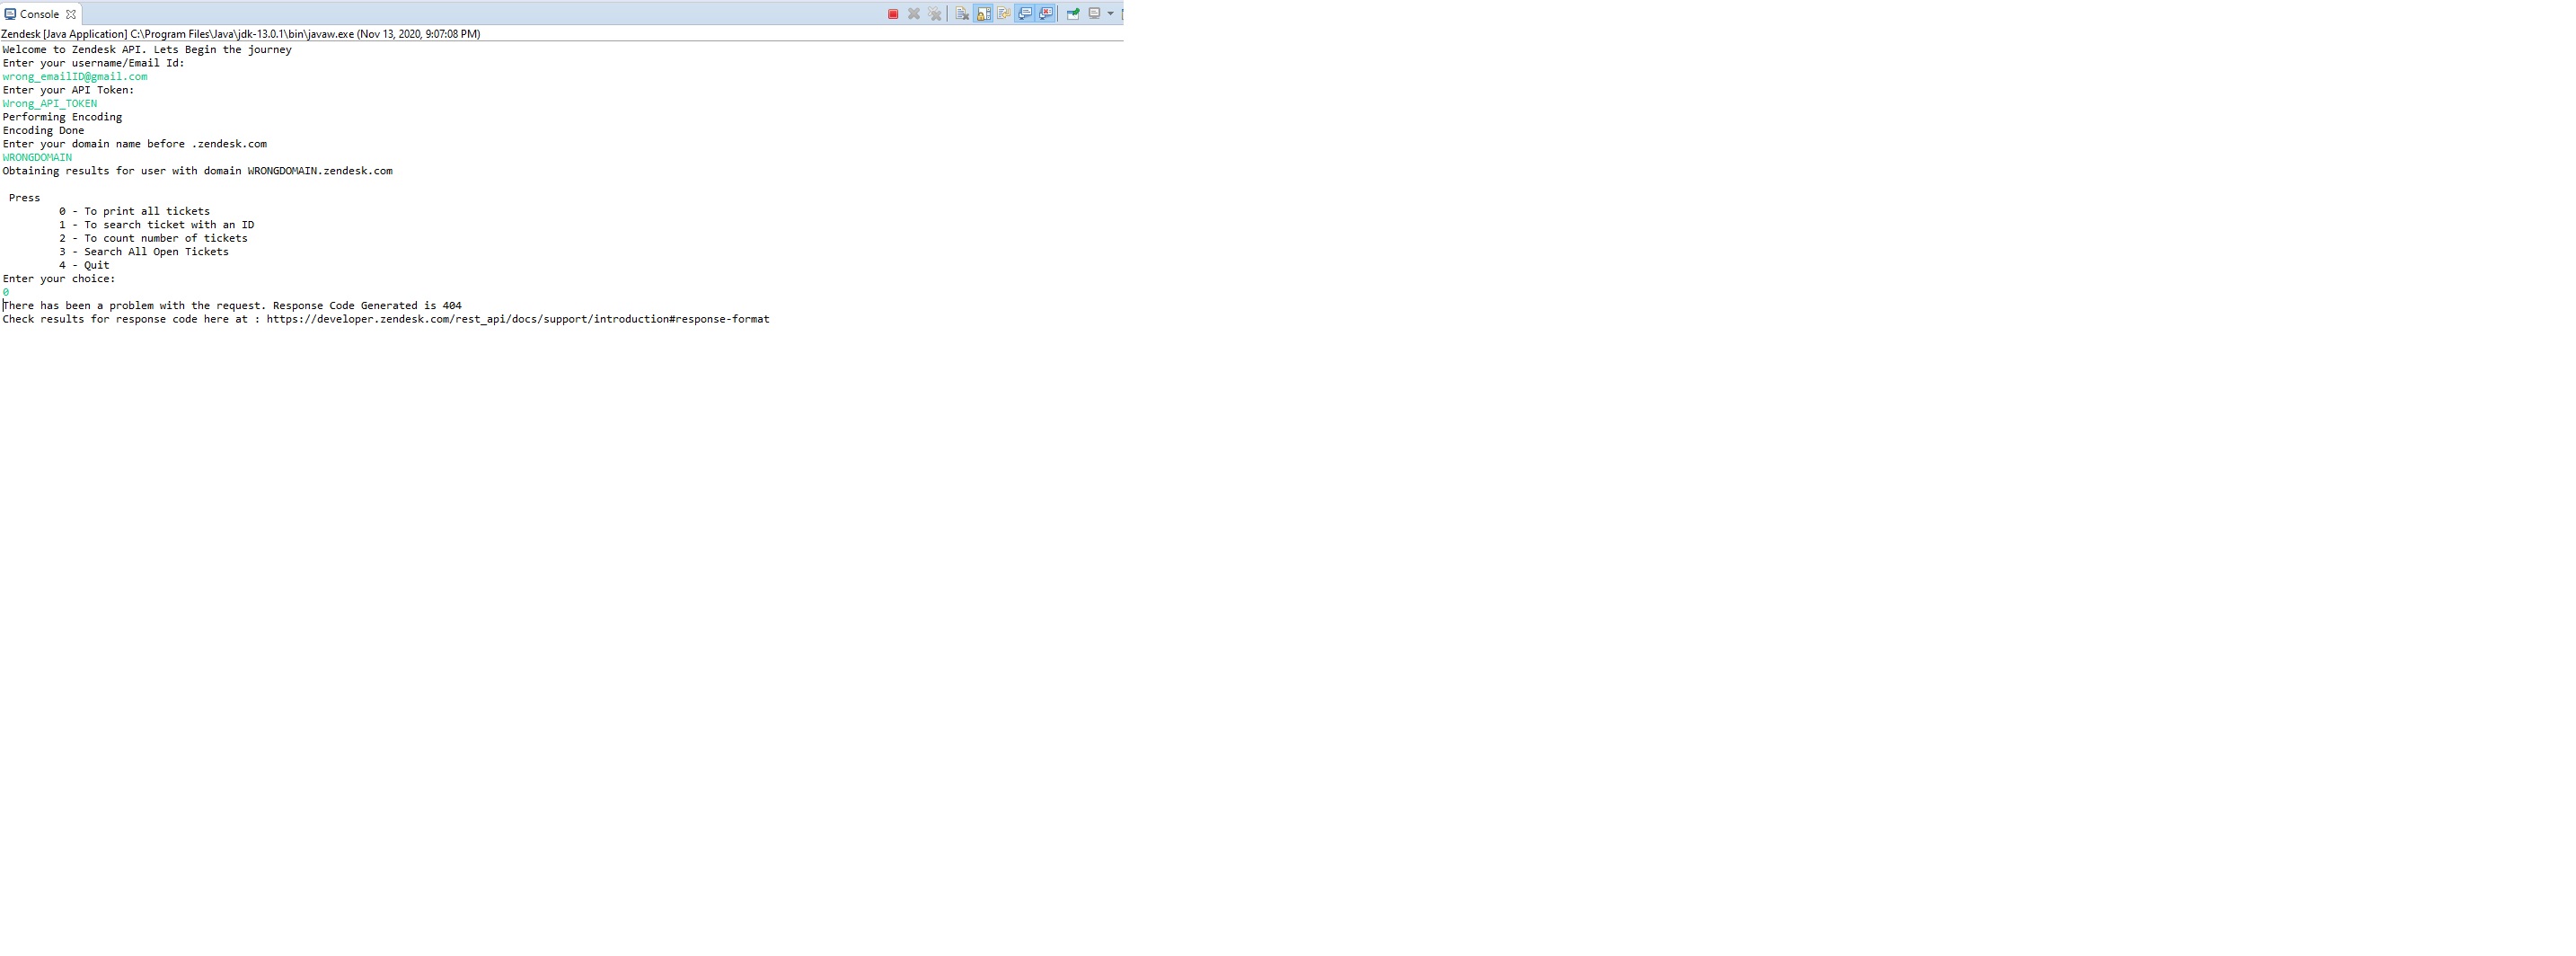 Console
Zendesk [Java Application] C:\Program Files\Java\jdk-13.0.1\bin\javaw.exe (Nov 13, 2020, 9:07:08 PM)
Welcome to Zendesk API. Lets Begin the journey
Enter your username/Email Id:
wrong_emailID@gmail.com
Enter your API Token:
Wrong_API_TOKEN
Performing Encoding
Encoding Done
Enter your domain name before .zendesk.com
WRONGDOMAIN
Obtaining results for user with domain WRONGDOMAIN.zendesk.com
Press
0 - To print all tickets
1 - To search ticket with an ID
2 - To count number of tickets
3 - Search All Open Tickets
4 - Quit
Enter your choice:
0
There has been a problem with the request. Response Code Generated is 404
Check results for response code here at : https://developer.zendesk.com/rest_api/docs/support/introduction#response-format